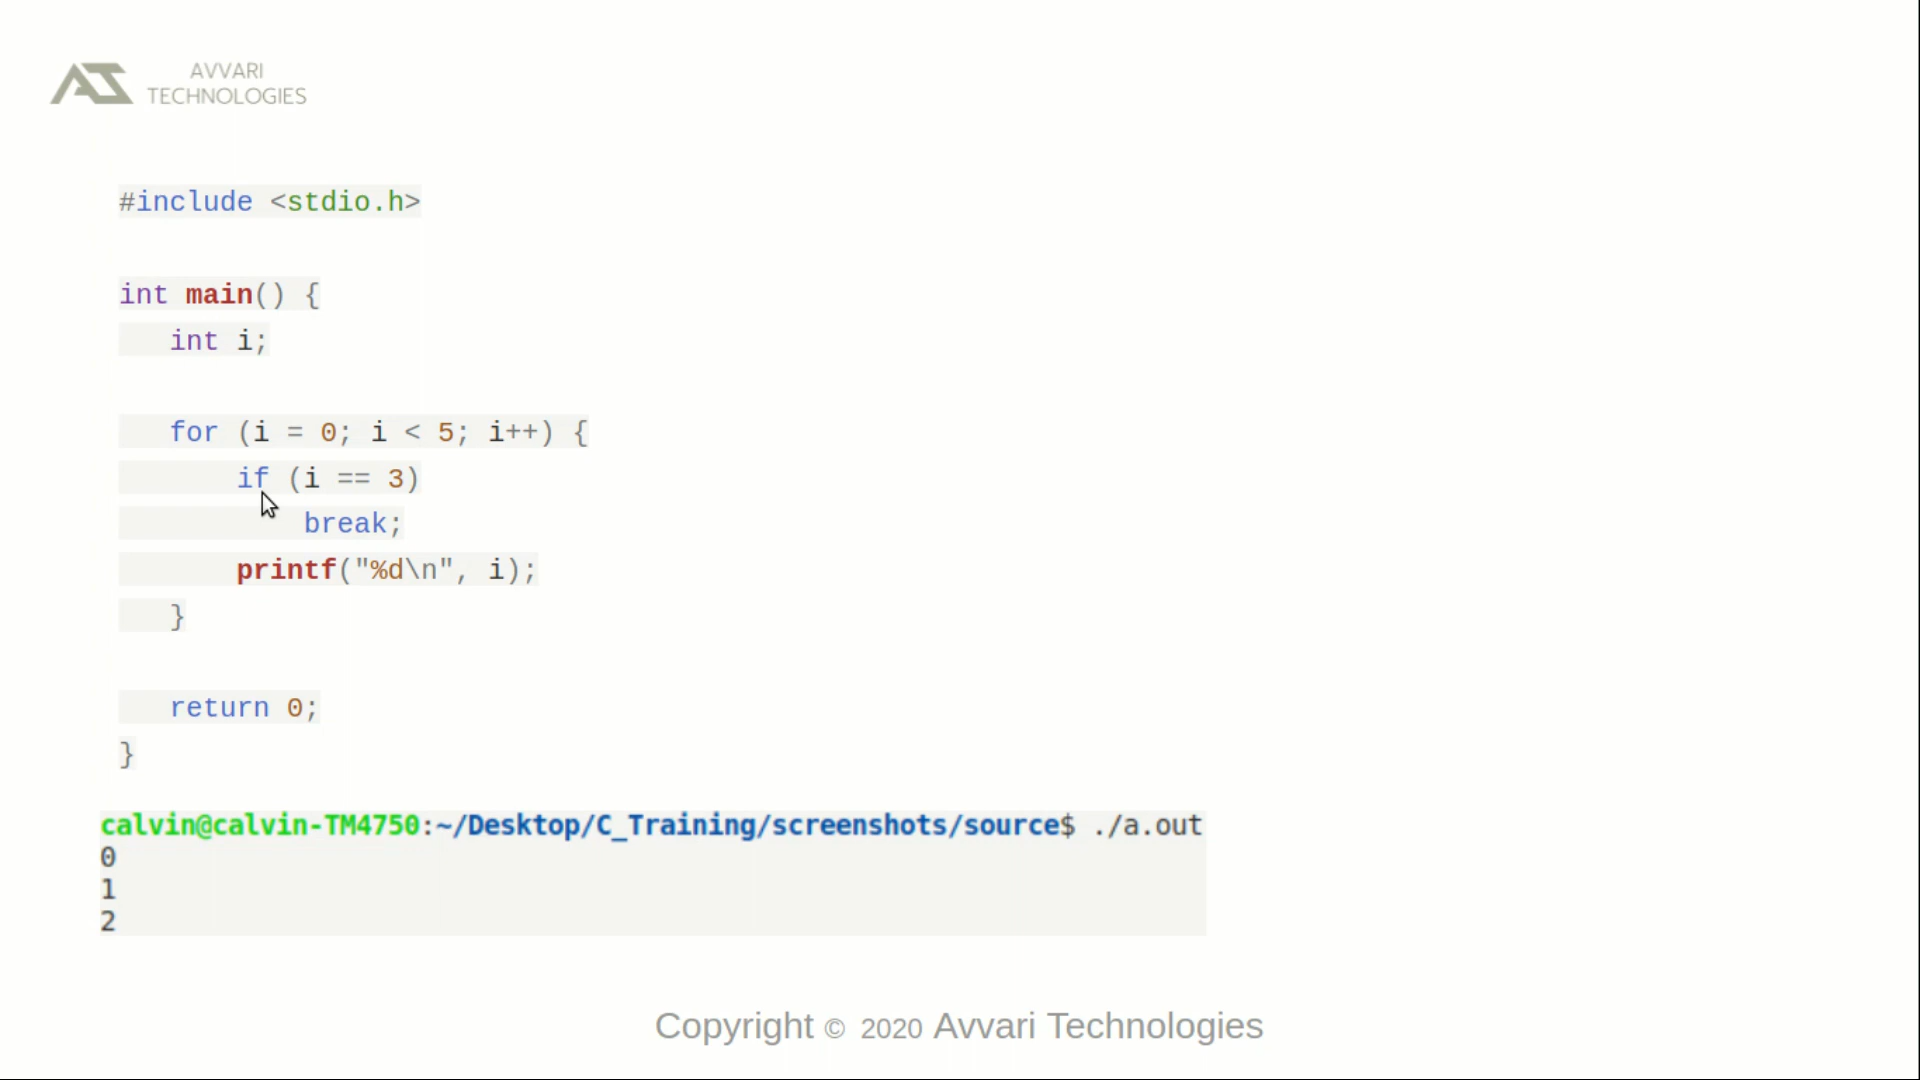 AVVARI
TECHNOLOGIES
#include <stdio.h>
int main() {
   int i;
   for (i = 0; i < 5; i++) {
       if (i == 3)
           break;
       printf("%d\n", i);
   }
   return 0;
}
calvin@calvin-TM4750:~/Desktop/C_Training/screenshots/source$ ./a.out
0
1
2
Copyright © 2020 Avvari Technologies